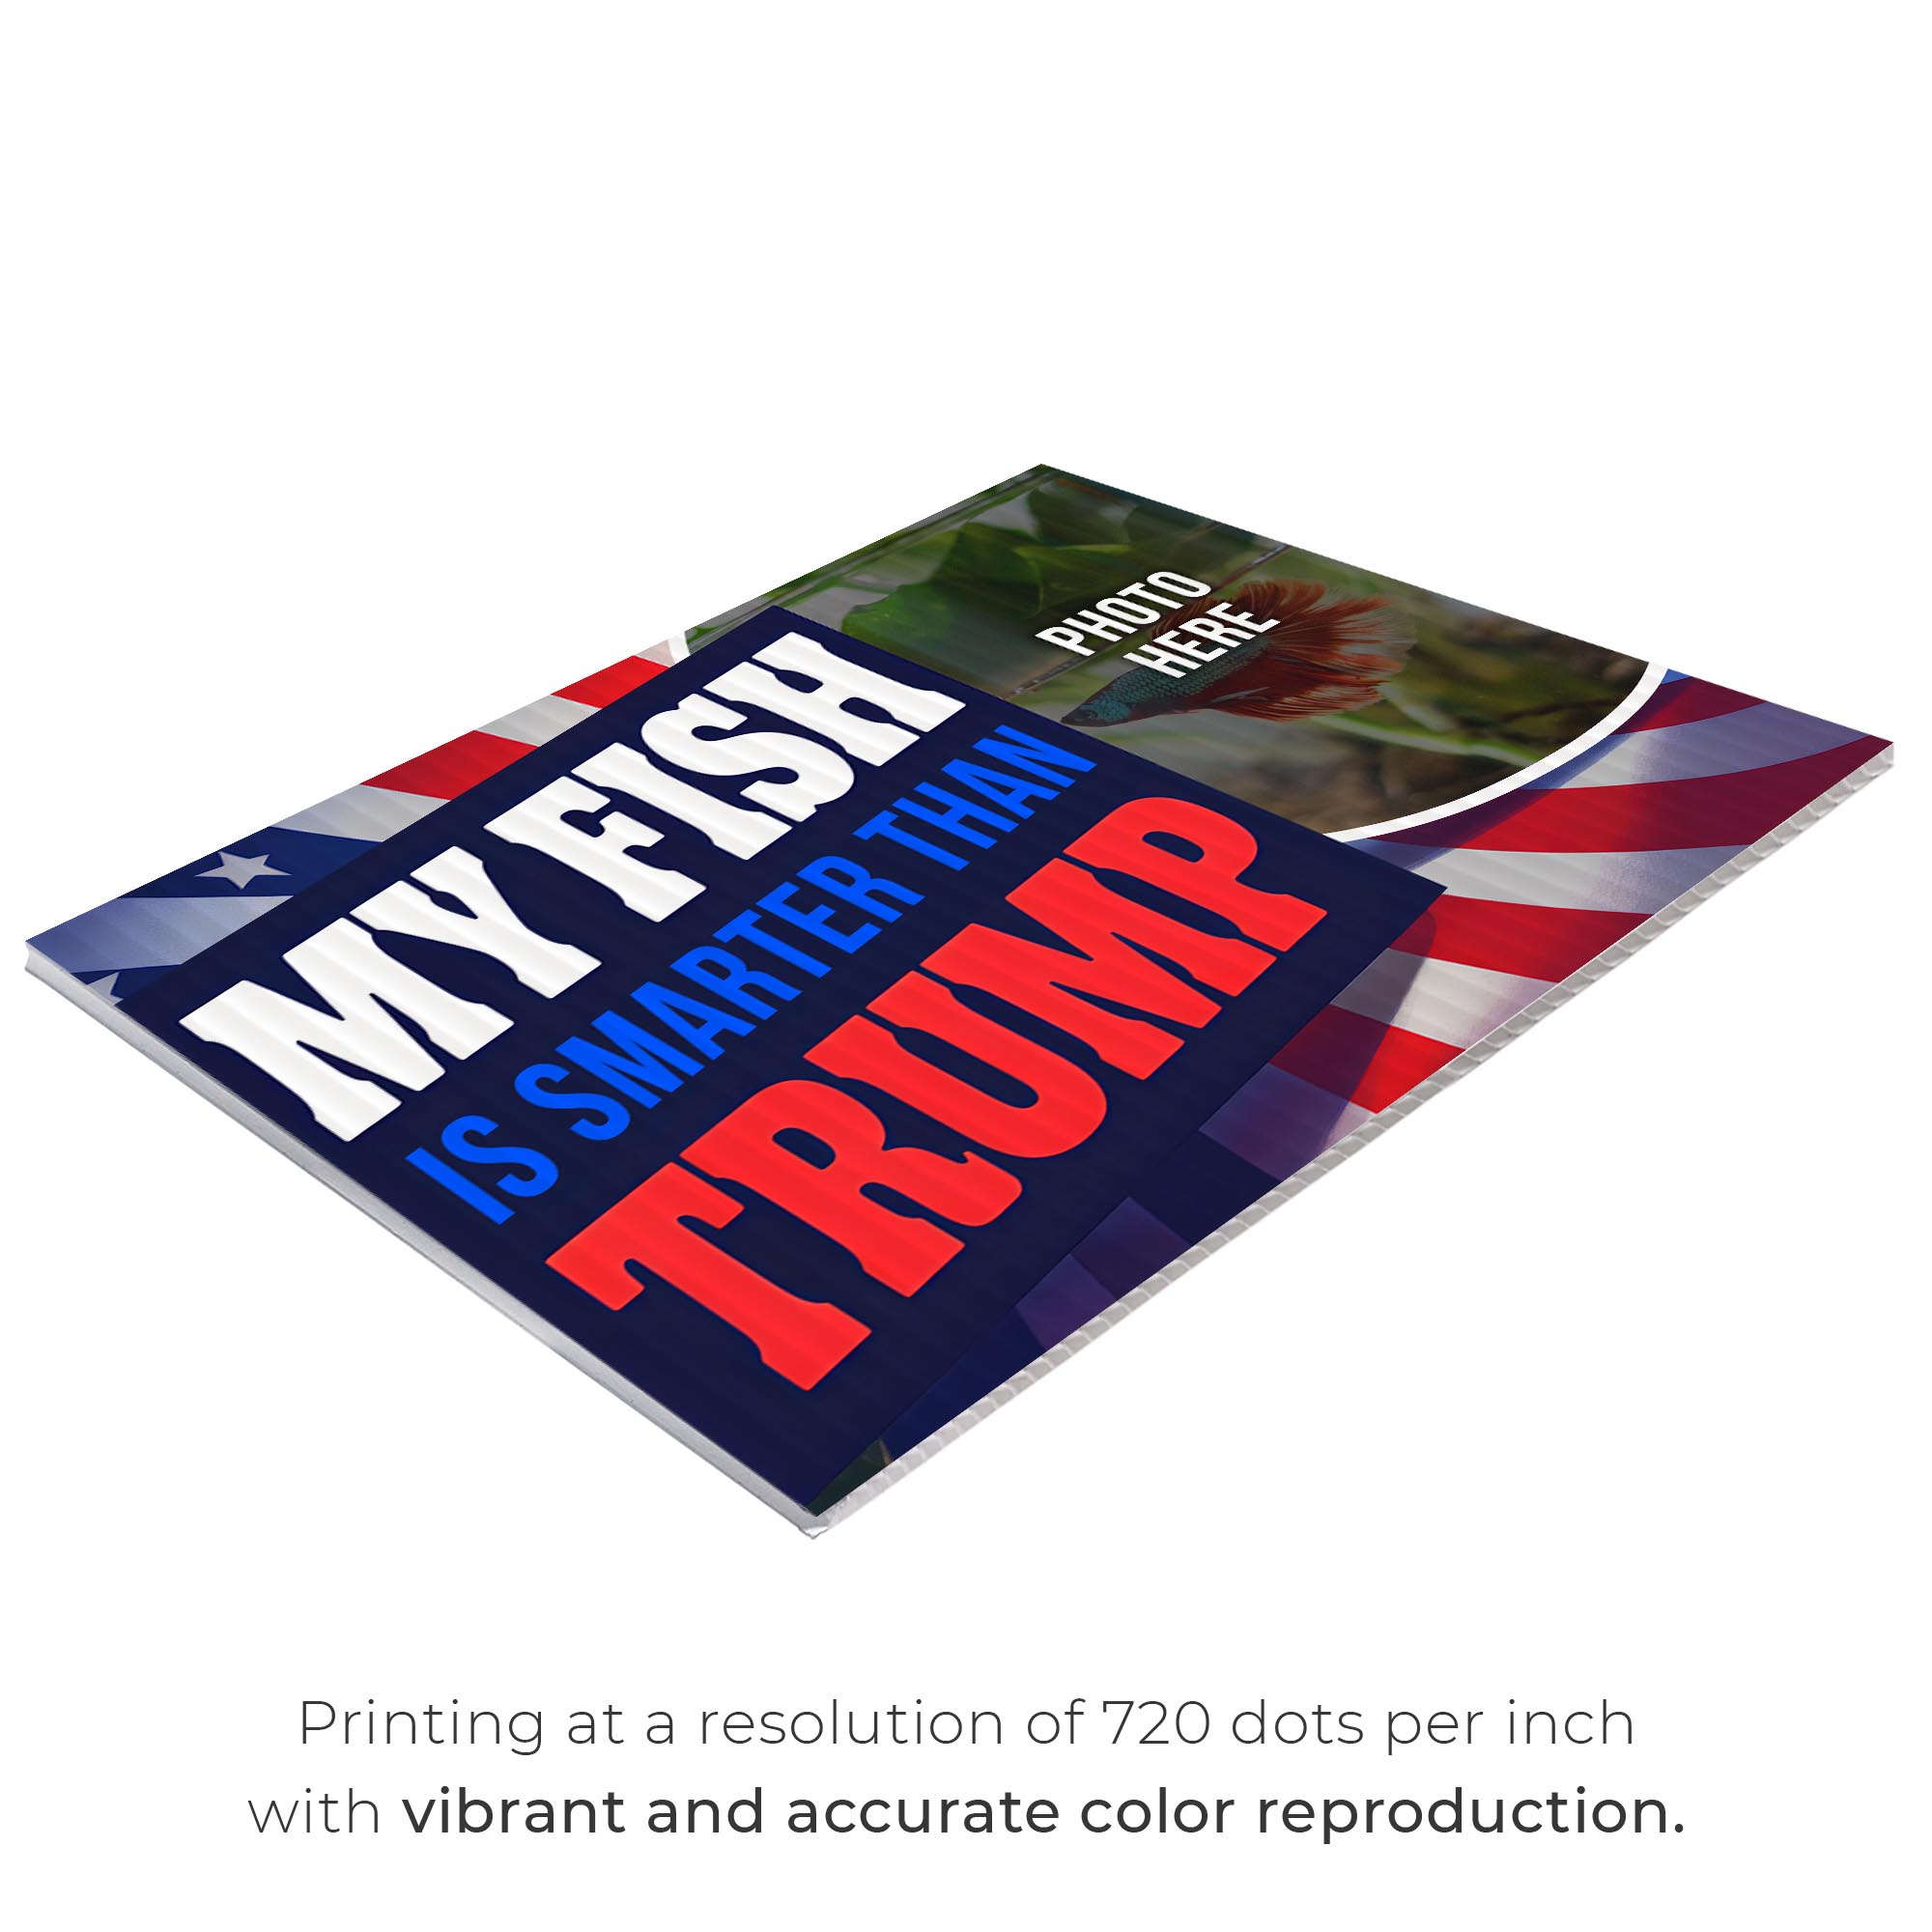 PHOTO
HERE
MY FISH
IS SMARTER THAN
TRUMP
Printing at a resolution of 720 dots per inch
with vibrant and accurate color reproduction.